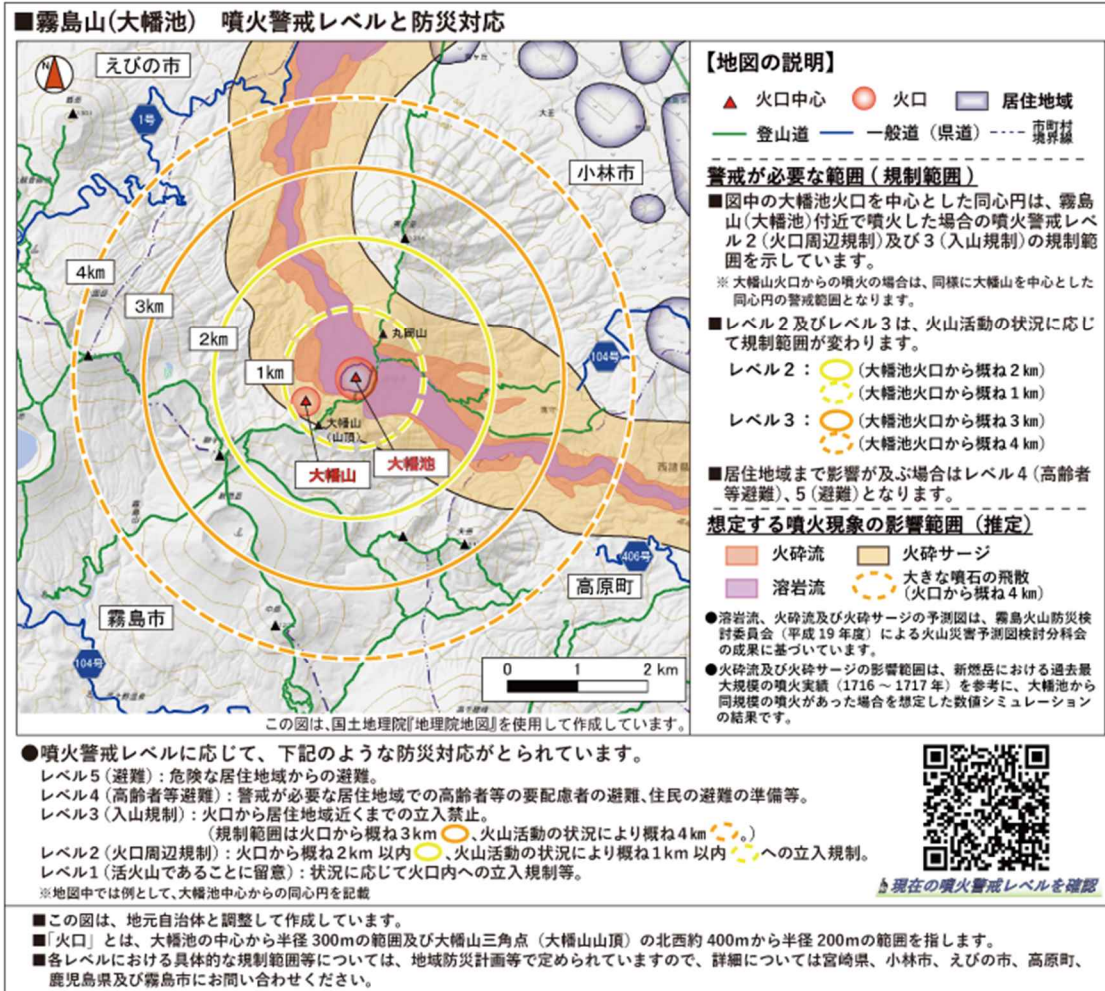 ■霧島山(大幡池) 噴火警戒レベルと防災対応
N
えびの市
1号
小林市
4km
3km
2km
1km
丸岡山
104号
大幡山
(山頂)
大幡山
大幡池
406号
高原町
霧島市
104号
0 1 2 km
この図は、国土地理院『地理院地図』を使用して作成しています。
【地図の説明】
火口中心 火口 居住地域
登山道 一般道（県道） 市町村
境界線
警戒が必要な範囲(規制範囲)
■図中の大幡池火口を中心とした同心円は、霧島
山(大幡池)付近で噴火した場合の噴火警戒レベ
ル2(火口周辺規制)及び3(入山規制)の規制範
囲を示しています。
※ 大幡山火口からの噴火の場合は、同様に大幡山を中心とした
同心円の警戒範囲となります。
■レベル2及びレベル3は、火山活動の状況に応じ
て規制範囲が変わります。
レベル2： (大幡池火口から概ね2㎞)
(大幡池火口から概ね1㎞)
レベル3： (大幡池火口から概ね3㎞)
(大幡池火口から概ね4㎞)
■居住地域まで影響が及ぶ場合はレベル4(高齢者
等避難)、5(避難)となります。
想定する噴火現象の影響範囲（推定）
火砕流 火砕サージ
溶岩流 大きな噴石の飛散
(火口から概ね4㎞)
●溶岩流、火砕流及び火砕サージの予測図は、霧島火山防災検
討委員会（平成19年度）による火山災害予測図検討分科会
の成果に基づいています。
●火砕流及び火砕サージの影響範囲は、新燃岳における過去最
大規模の噴火実績（1716～1717年）を参考に、大幡池から
同規模の噴火があった場合を想定した数値シミュレーション
の結果です。
●噴火警戒レベルに応じて、下記のような防災対応がとられています。
レベル5(避難)：危険な居住地域からの避難。
レベル4(高齢者等避難)：警戒が必要な居住地域での高齢者等の要配慮者の避難、住民の避難の準備等。
レベル3(入山規制)：火口から居住地域近くまでの立入禁止。
(規制範囲は火口から概ね3km 、火山活動の状況により概ね4㎞ 。)
レベル2(火口周辺規制)：火口から概ね2km 以内 、火山活動の状況により概ね1km 以内 への立入規制。
レベル1(活火山であることに留意)：状況に応じて火口内への立入規制等。
※地図中では例として、大幡池中心からの同心円を記載
現在の噴火警戒レベルを確認
■この図は、地元自治体と調整して作成しています。
■「火口」とは、大幡池の中心から半径 300mの範囲及び大幡山三角点（大幡山山頂）の北西約 400mから半径 200mの範囲を指します。
■各レベルにおける具体的な規制範囲等については、地域防災計画等で定められていますので、詳細については宮崎県、小林市、えびの市、高原町、
鹿児島県及び霧島市にお問い合わせください。